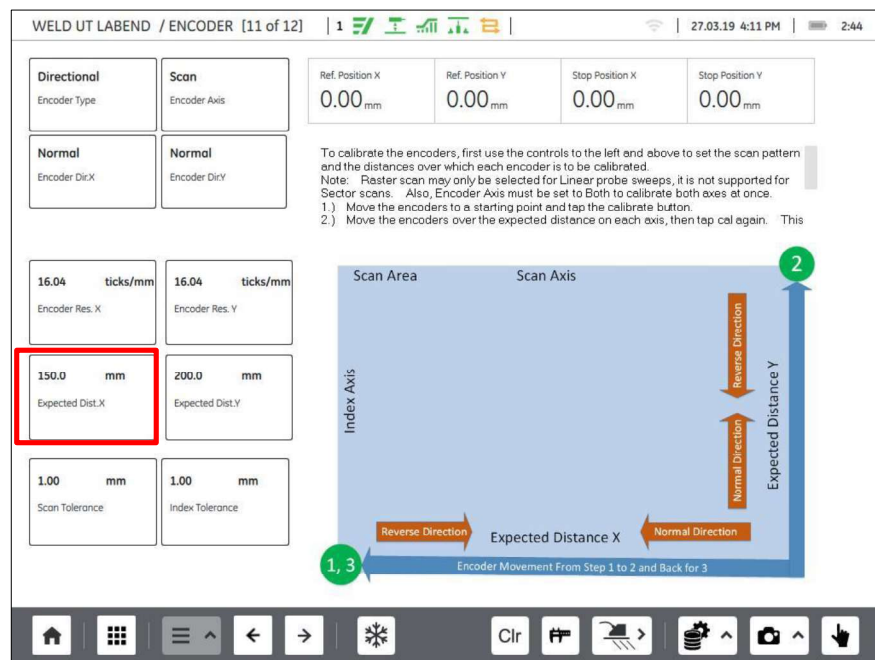 WELD UT LABEND / ENCODER [11 of 12] 1 27.03.19 4:11 PM 2:44
Directional
Encoder Type
Scan
Encoder Axis
Ref. Position X
0.00 mm
Ref. Position Y
0.00 mm
Stop Position X
0.00 mm
Stop Position Y
0.00 mm
Normal
Encoder Dir.X
Normal
Encoder Dir.Y
To calibrate the encoders, first use the controls to the left and above to set the scan pattern
and the distances over which each encoder is to be calibrated.
Note: Raster scan may only be selected for Linear probe sweeps, it is not supported for
Sector scans. Also, Encoder Axis must be set to Both to calibrate both axes at once.
1.) Move the encoders to a starting point and tap the calibrate button.
2.) Move the encoders over the expected distance on each axis, then tap cal again. This
16.04 ticks/mm
Encoder Res. X
16.04 ticks/mm
Encoder Res. Y
150.0 mm
Expected Dist.X
200.0 mm
Expected Dist.Y
1.00 mm
Scan Tolerance
1.00 mm
Index Tolerance
Scan Area
Scan Axis
2
Index Axis
Reverse Direction
Normal Direction
Expected Distance Y
Reverse Direction
Expected Distance X
Normal Direction
1, 3
Encoder Movement From Step 1 to 2 and Back for 3
Clr